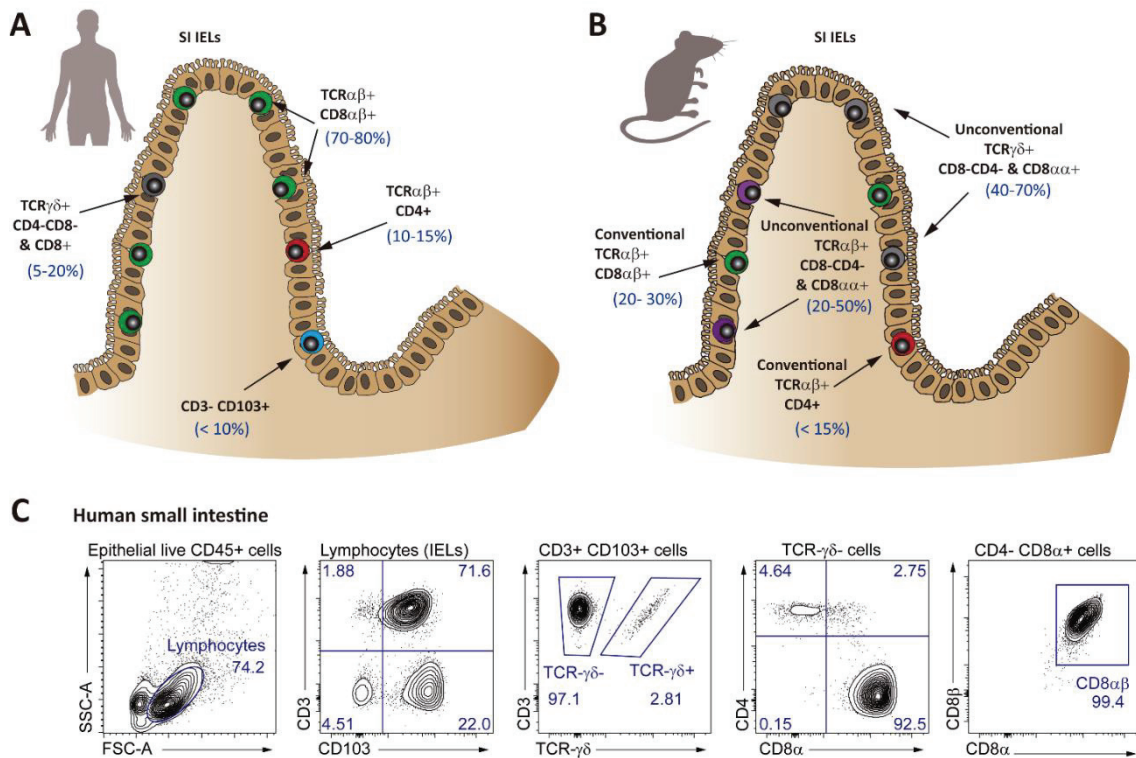 A
SI IELs
TCRαβ+
CD8αβ+
(70-80%)
TCRγδ+
CD4-CD8-
& CD8+
(5-20%)
TCRαβ+
CD4+
(10-15%)
CD3- CD103+
(< 10%)
B
SI IELs
Unconventional
TCRγδ+
CD8-CD4- & CD8αα+
(40-70%)
Conventional
TCRαβ+
CD8αβ+
(20- 30%)
Unconventional
TCRαβ+
CD8-CD4-
& CD8αα+
(20-50%)
Conventional
TCRαβ+
CD4+
(< 15%)
C
Human small intestine
Epithelial live CD45+ cells
SSC-A
Lymphocytes
74.2
FSC-A
Lymphocytes (IELs)
1.88
71.6
CD3
4.51
22.0
CD103
CD3+ CD103+ cells
CD3
TCR-γδ-
TCR-γδ+
97.1
2.81
TCR-γδ
TCR-γδ- cells
4.64
2.75
CD4
0.15
92.5
CD8α
CD4- CD8α+ cells
CD8β
CD8αβ
99.4
CD8α